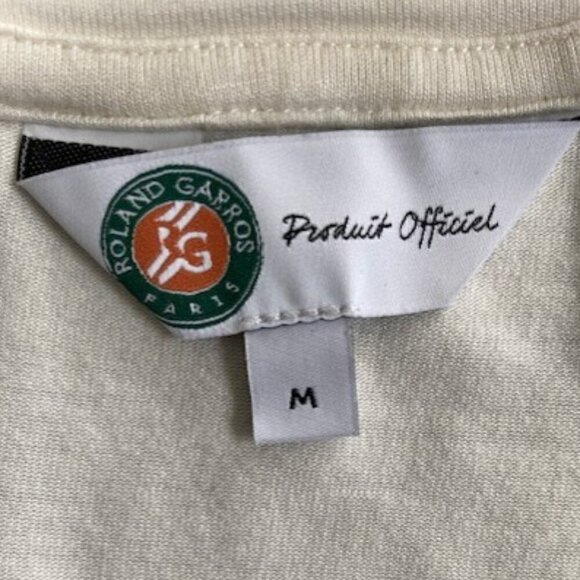 ROLAND GARROS
RG
PARIS
Produit Officiel
M